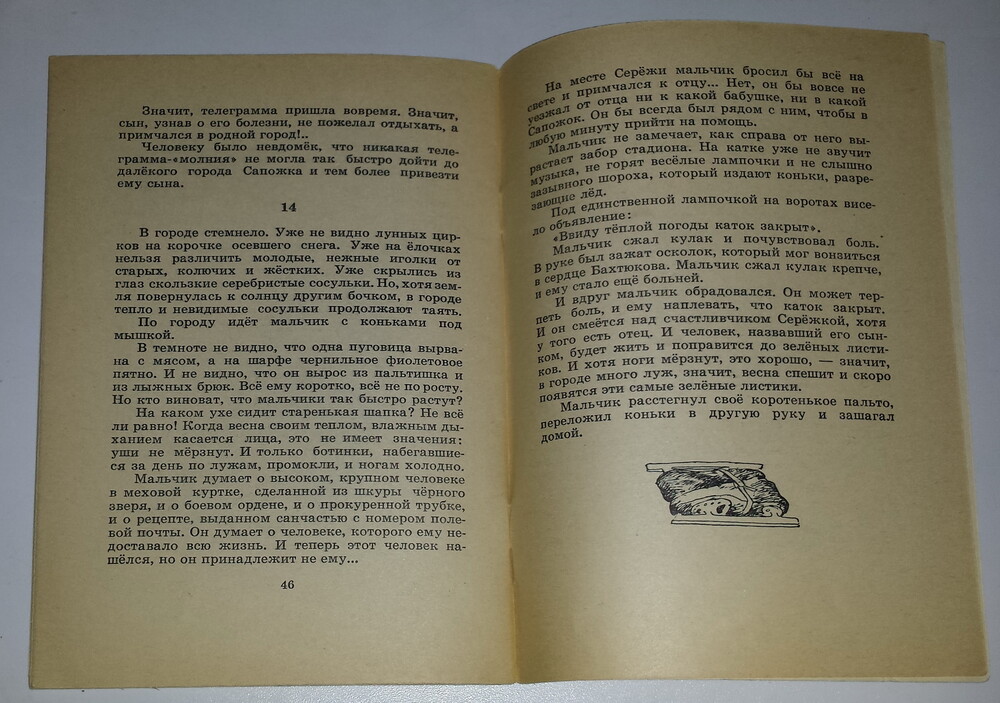 Значит, телеграмма пришла вовремя. Значит,
сын, узнав о его болезни, не пожелал отдыхать, а
примчался в родной город!..
Человеку было невдомёк, что никакая теле-
грамма-«молния» не могла так быстро дойти до
далёкого города Сапожка и тем более привезти
ему сына.
14
В городе стемнело. Уже не видно лунных цир-
ков на корочке осевшего снега. Уже на ёлочках
нельзя различить молодые, нежные иголки от
старых, колючих и жёстких. Уже скрылись из
глаз скользкие серебристые сосульки. Но, хотя зем-
ля повернулась к солнцу другим бочком, в городе
тепло и невидимые сосульки продолжают таять.
По городу идёт мальчик с коньками под
мышкой.
В темноте не видно, что одна пуговица вырва-
на с мясом, а на шарфе чернильное фиолетовое
пятно. И не видно, что он вырос из пальтишка и
из лыжных брюк. Всё ему коротко, всё не по росту.
Но кто виноват, что мальчики так быстро растут?
На каком ухе сидит старенькая шапка? Не всё
ли равно! Когда весна своим теплом, влажным ды-
ханием касается лица, это не имеет значения:
уши не мёрзнут. И только ботинки, набегавшие-
ся за день по лужам, промокли, и ногам холодно.
Мальчик думает о высоком, крупном человеке
в меховой куртке, сделанной из шкуры чёрного
зверя, и о боевом ордене, и о прокуренной трубке,
и о рецепте, выданном санчастью с номером поле-
вой почты. Он думает о человеке, которого ему не-
доставало всю жизнь. И теперь этот человек на-
шёлся, но он принадлежит не ему...
46
На месте Серёжи мальчик бросил бы всё на
свете и примчался к отцу... Нет, он бы вовсе не
уезжал от отца ни к какой бабушке, ни в какой
Сапожок. Он бы всегда был рядом с ним, чтобы в
любую минуту прийти на помощь.
Мальчик не замечает, как справа от него вы-
растает забор стадиона. На катке уже не звучит
музыка, не горят весёлые лампочки и не слышно
зазывного шороха, который издают коньки, разре-
зающие лёд.
Под единственной лампочкой на воротах висе-
ло объявление:
«Ввиду тёплой погоды каток закрыт».
Мальчик сжал кулак и почувствовал боль.
В руке был зажат осколок, который мог вонзиться
в сердце Бахтюкова. Мальчик сжал кулак крепче,
и ему стало ещё больней.
И вдруг мальчик обрадовался. Он может тер-
петь боль, и ему наплевать, что каток закрыт.
И он смеётся над счастливчиком Серёжкой, хотя
у того есть отец. И человек, назвавший его сын-
ком, будет жить и поправится до зелёных листи-
ков. И хотя ноги мёрзнут, это хорошо, — значит,
в городе много луж, значит, весна спешит и скоро
появятся эти самые зелёные листики.
Мальчик расстегнул своё коротенькое пальто,
переложил коньки в другую руку и зашагал
домой.